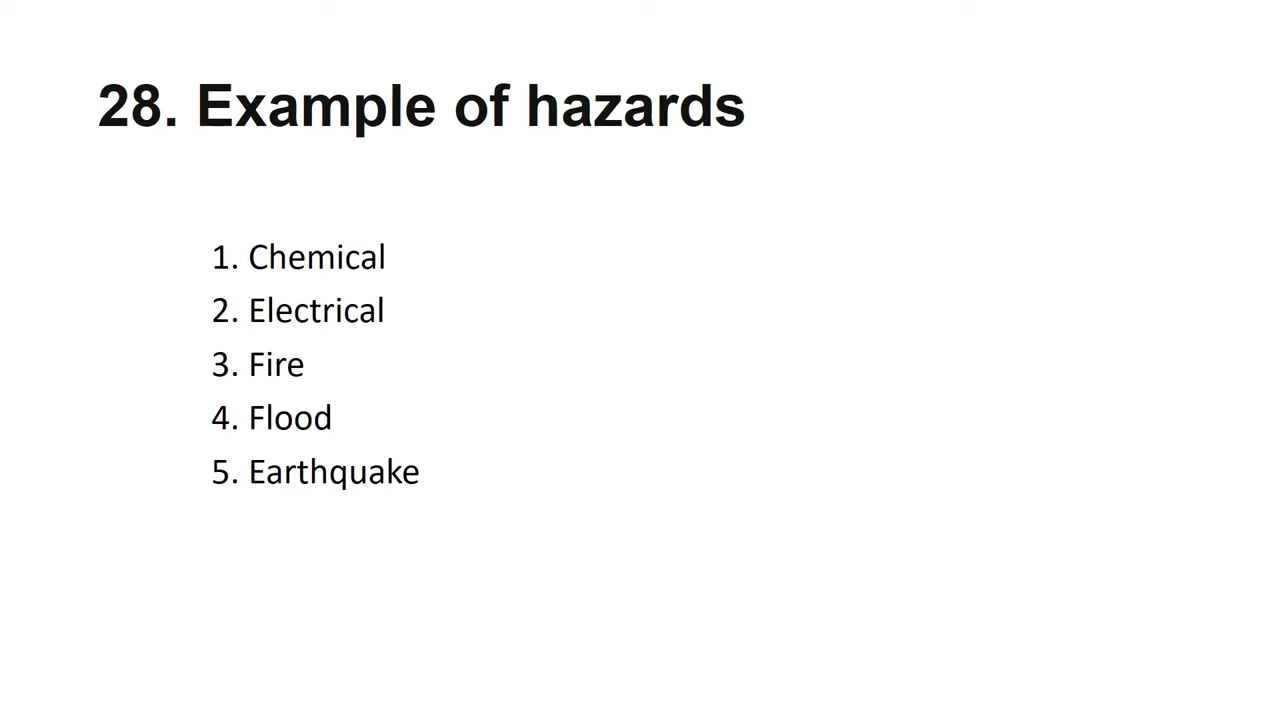 28. Example of hazards
1. Chemical
2. Electrical
3. Fire
4. Flood
5. Earthquake